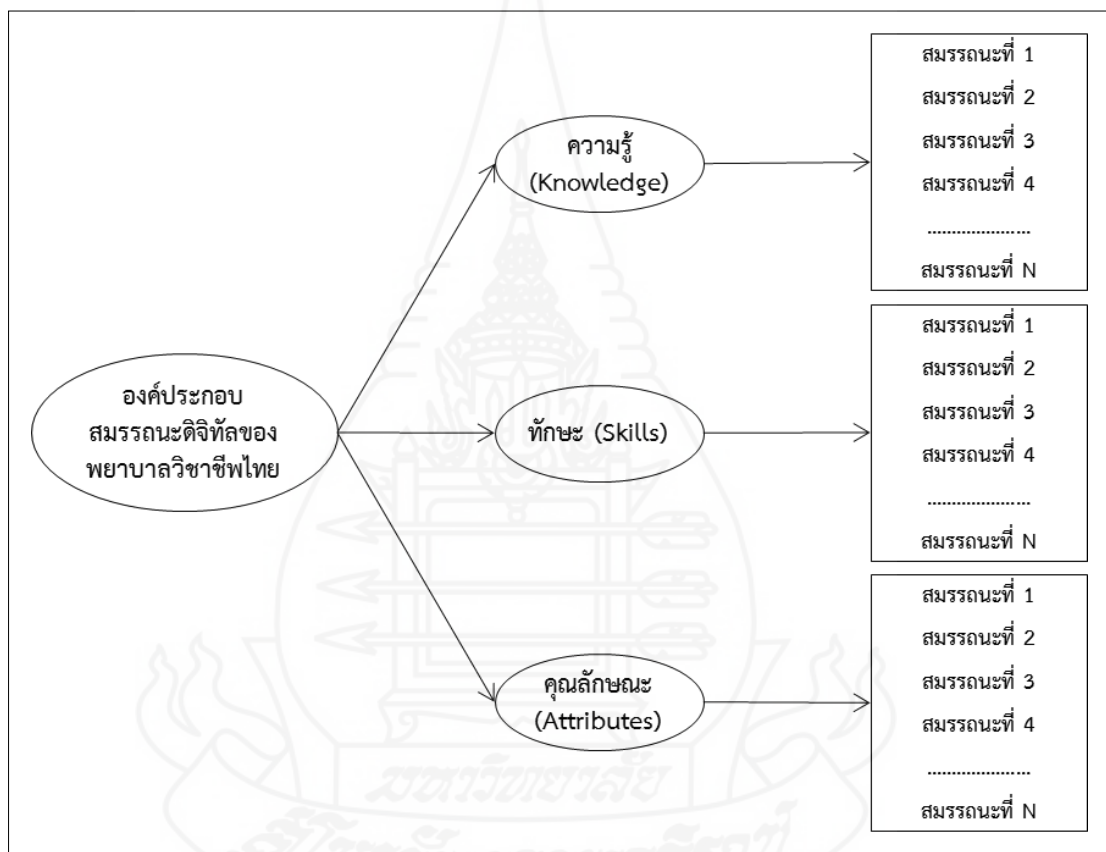 องค์ประกอบ
สมรรถนะดิจิทัลของ
พยาบาลวิชาชีพไทย
ความรู้
(Knowledge)
สมรรถนะที่ 1
สมรรถนะที่ 2
สมรรถนะที่ 3
สมรรถนะที่ 4
.....................
สมรรถนะที่ N
ทักษะ (Skills)
สมรรถนะที่ 1
สมรรถนะที่ 2
สมรรถนะที่ 3
สมรรถนะที่ 4
.....................
สมรรถนะที่ N
คุณลักษณะ
(Attributes)
สมรรถนะที่ 1
สมรรถนะที่ 2
สมรรถนะที่ 3
สมรรถนะที่ 4
.....................
สมรรถนะที่ N
มหาวิทยาลัย